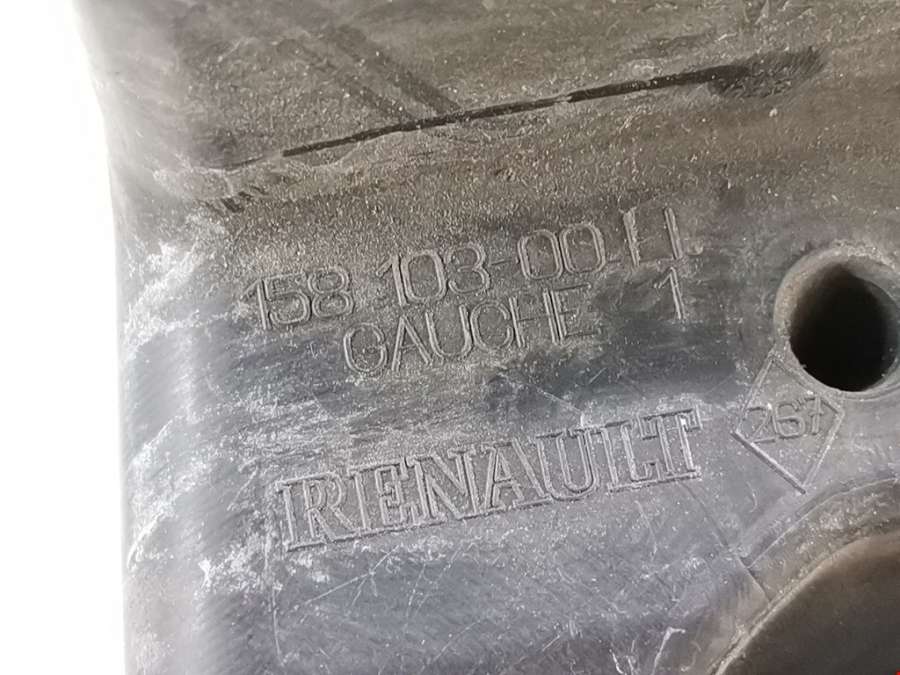 158 103-00
GAUCHE 1
RENAULT
267